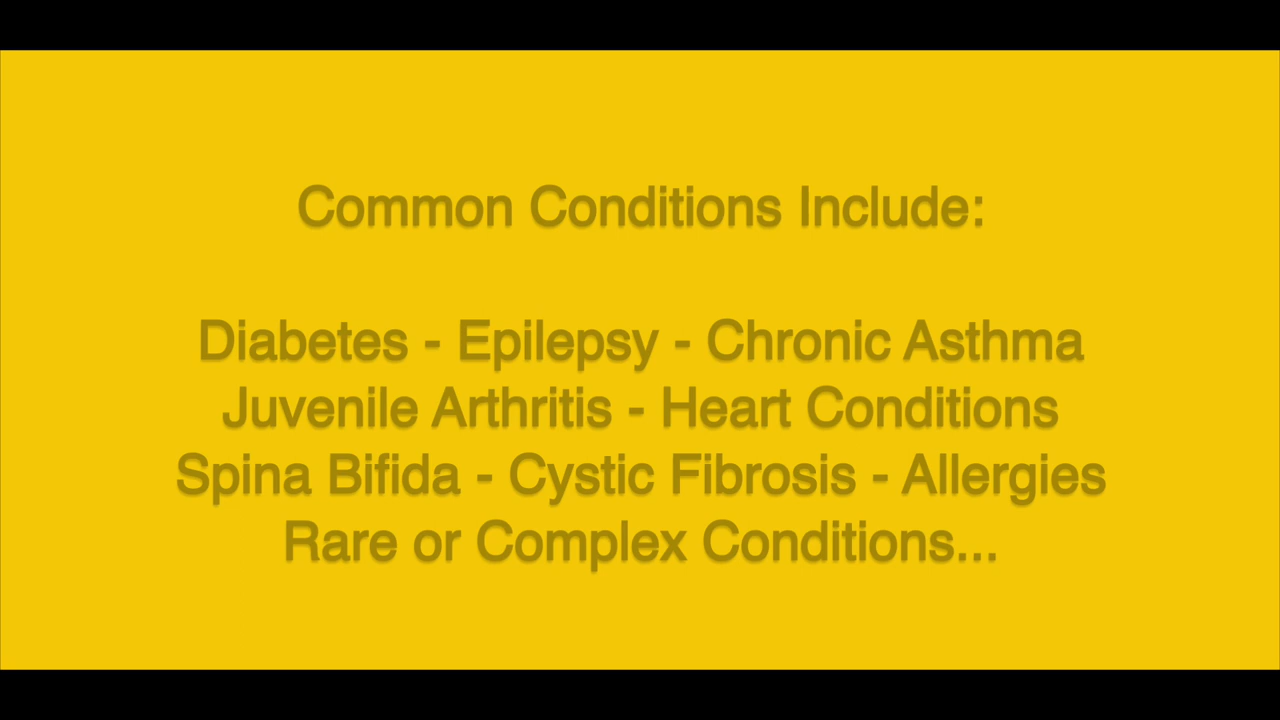 Common Conditions Include:
Diabetes - Epilepsy - Chronic Asthma
Juvenile Arthritis - Heart Conditions
Spina Bifida - Cystic Fibrosis - Allergies
Rare or Complex Conditions...